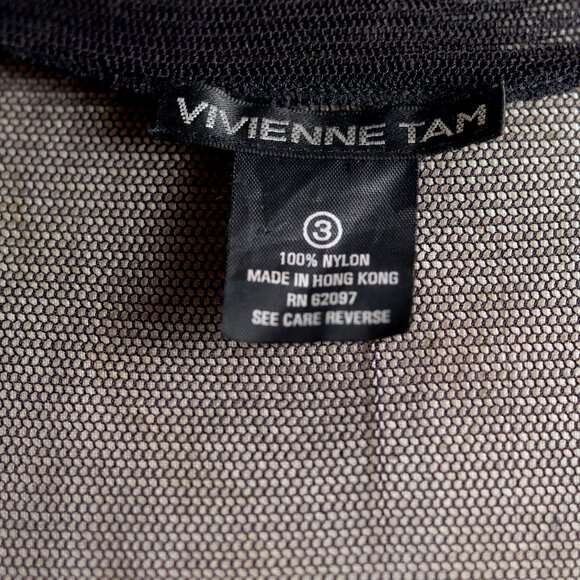 VIVIENNE TAM
3
100% NYLON
MADE IN HONG KONG
RN 62097
SEE CARE REVERSE